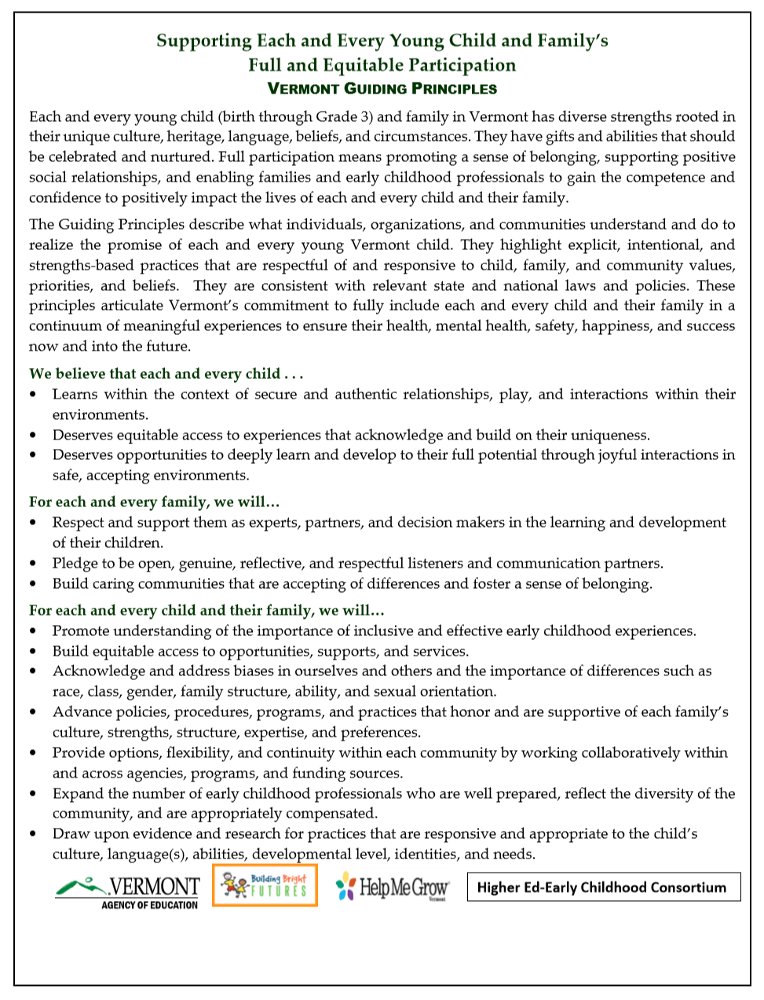 Supporting Each and Every Young Child and Family’s
Full and Equitable Participation
VERMONT GUIDING PRINCIPLES
Each and every young child (birth through Grade 3) and family in Vermont has diverse strengths rooted in
their unique culture, heritage, language, beliefs, and circumstances. They have gifts and abilities that should
be celebrated and nurtured. Full participation means promoting a sense of belonging, supporting positive
social relationships, and enabling families and early childhood professionals to gain the competence and
confidence to positively impact the lives of each and every child and their family.
The Guiding Principles describe what individuals, organizations, and communities understand and do to
realize the promise of each and every young Vermont child. They highlight explicit, intentional, and
strengths-based practices that are respectful of and responsive to child, family, and community values,
priorities, and beliefs. They are consistent with relevant state and national laws and policies. These
principles articulate Vermont’s commitment to fully include each and every child and their family in a
continuum of meaningful experiences to ensure their health, mental health, safety, happiness, and success
now and into the future.
We believe that each and every child . . .
• Learns within the context of secure and authentic relationships, play, and interactions within their
environments.
• Deserves equitable access to experiences that acknowledge and build on their uniqueness.
• Deserves opportunities to deeply learn and develop to their full potential through joyful interactions in
safe, accepting environments.
For each and every family, we will…
• Respect and support them as experts, partners, and decision makers in the learning and development
of their children.
• Pledge to be open, genuine, reflective, and respectful listeners and communication partners.
• Build caring communities that are accepting of differences and foster a sense of belonging.
For each and every child and their family, we will…
• Promote understanding of the importance of inclusive and effective early childhood experiences.
• Build equitable access to opportunities, supports, and services.
• Acknowledge and address biases in ourselves and others and the importance of differences such as
race, class, gender, family structure, ability, and sexual orientation.
• Advance policies, procedures, programs, and practices that honor and are supportive of each family’s
culture, strengths, structure, expertise, and preferences.
• Provide options, flexibility, and continuity within each community by working collaboratively within
and across agencies, programs, and funding sources.
• Expand the number of early childhood professionals who are well prepared, reflect the diversity of the
community, and are appropriately compensated.
• Draw upon evidence and research for practices that are responsive and appropriate to the child’s
culture, language(s), abilities, developmental level, identities, and needs.
VERMONT
AGENCY OF EDUCATION
Building Bright
FUTURES
Help Me Grow
Vermont
Higher Ed-Early Childhood Consortium